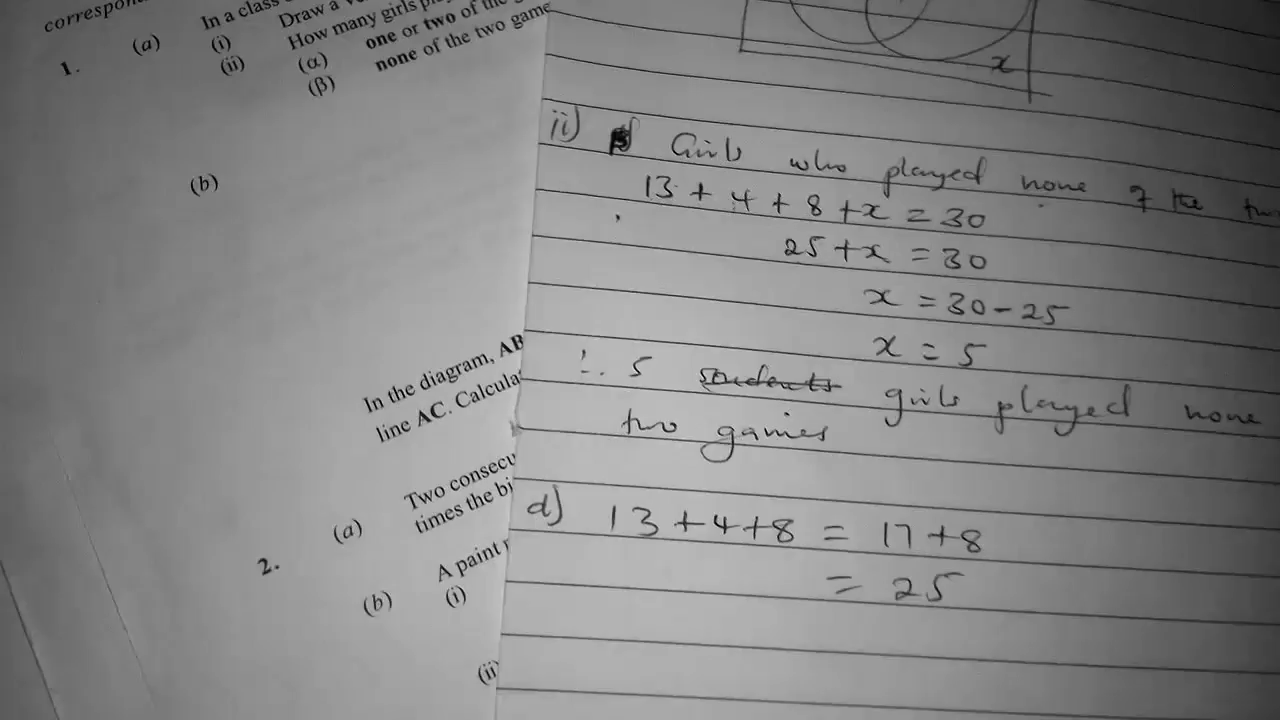 correspon
1. (a) In a class
(i) Draw a
(ii) How many girls
(α) one or two of the
(β) none of the two game
(b)
In the diagram, AB
line AC. Calcula
2. (a) Two consecu
times the bi
(b) (i) A paint
(ii)
x
ii) Girls who played none of the
13 + 4 + 8 + x = 30
25 + x = 30
x = 30 - 25
x = 5
∴ 5 students girls played none
two games
α) 13 + 4 + 8 = 17 + 8
= 25